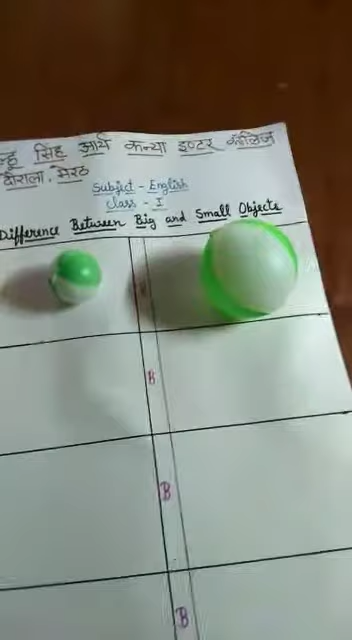 सिंह आर्य कन्या इण्टर कॉलिज
दौराला, मेरठ
Subject - English
Class - I
Difference Between Big and Small Objects
B
B
B